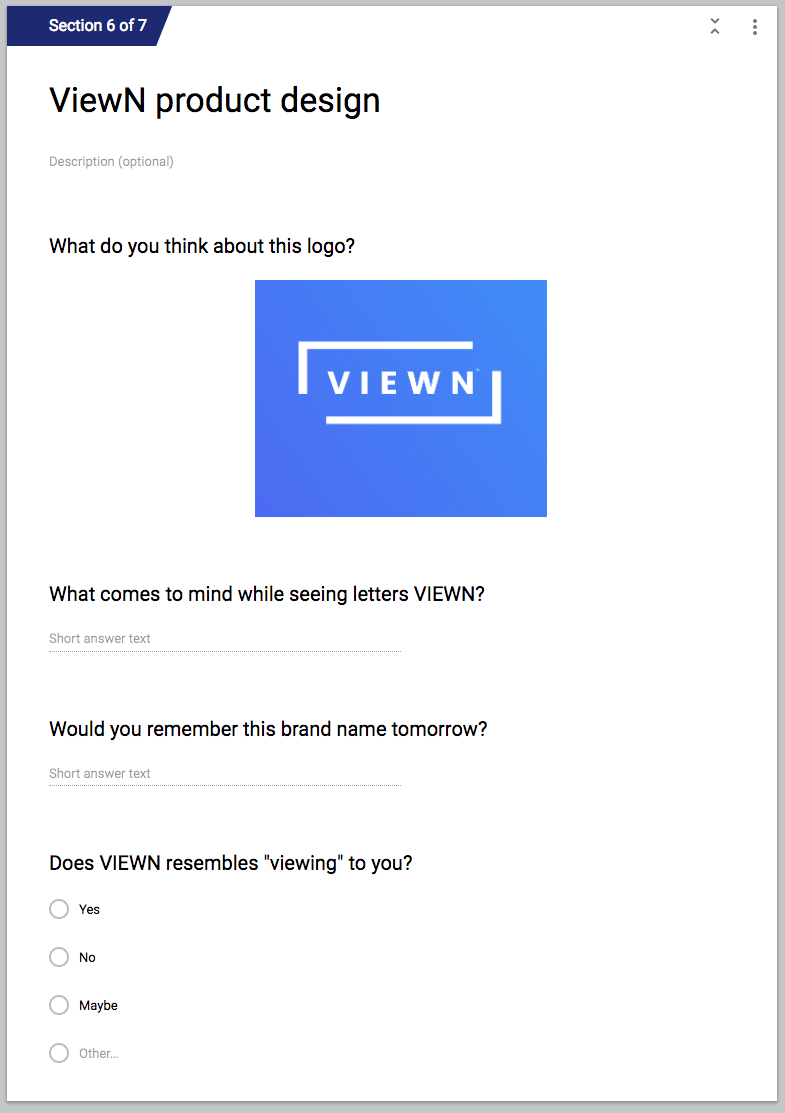 Section 6 of 7
ViewN product design
Description (optional)
What do you think about this logo?
VIEWN
What comes to mind while seeing letters VIEWN?
Short answer text
Would you remember this brand name tomorrow?
Short answer text
Does VIEWN resembles "viewing" to you?
Yes
No
Maybe
Other...